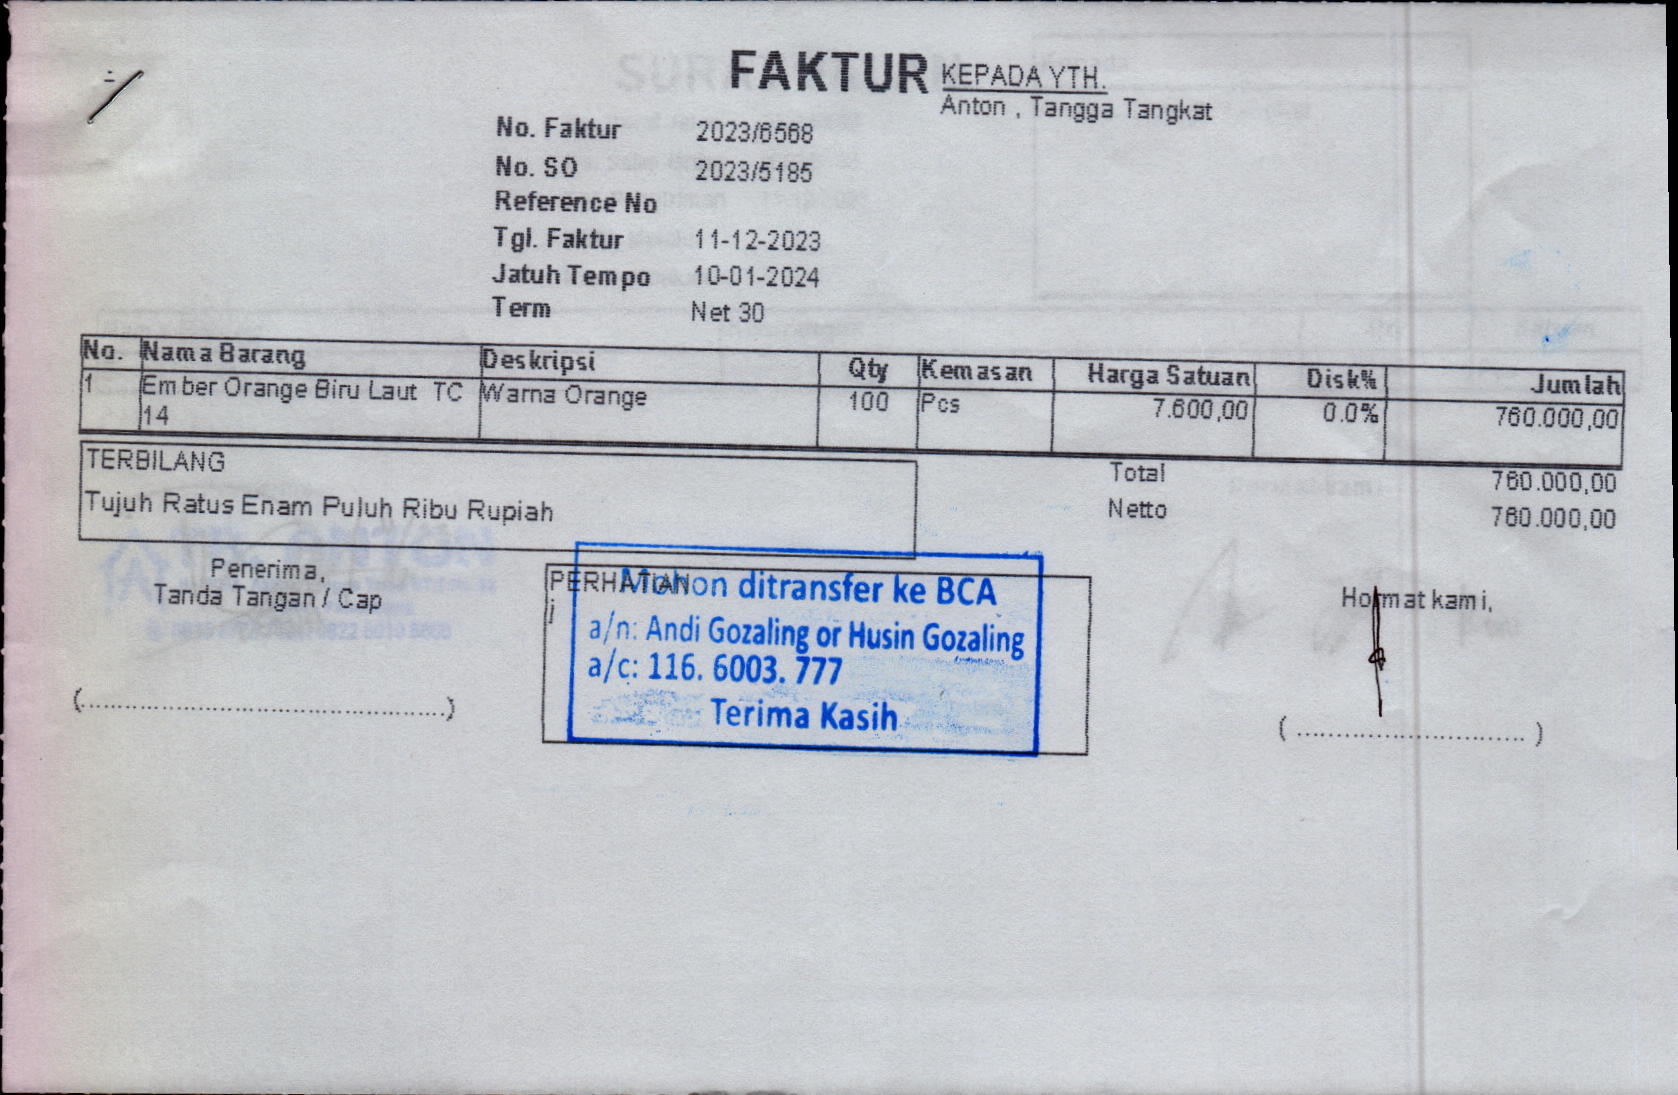 FAKTUR
KEPADA YTH.
Anton , Tangga Tangkat
No. Faktur 2023/6568
No. SO 2023/5185
Reference No
Tgl. Faktur 11-12-2023
Jatuh Tempo 10-01-2024
Term Net 30
No. Nama Barang Deskripsi Qty Kemasan Harga Satuan Disk% Jumlah
1 Ember Orange Biru Laut TC 14 Warna Orange 100 Pcs 7.600,00 0.0% 760.000,00
TERBILANG
Tujuh Ratus Enam Puluh Ribu Rupiah
Total 760.000,00
Netto 760.000,00
Penerima,
Tanda Tangan / Cap
(......................................................)
PERHATIAN
j
Mohon ditransfer ke BCA
a/n: Andi Gozaling or Husin Gozaling
a/c: 116. 6003. 777
Terima Kasih
Hormat kami,
( .................................. )